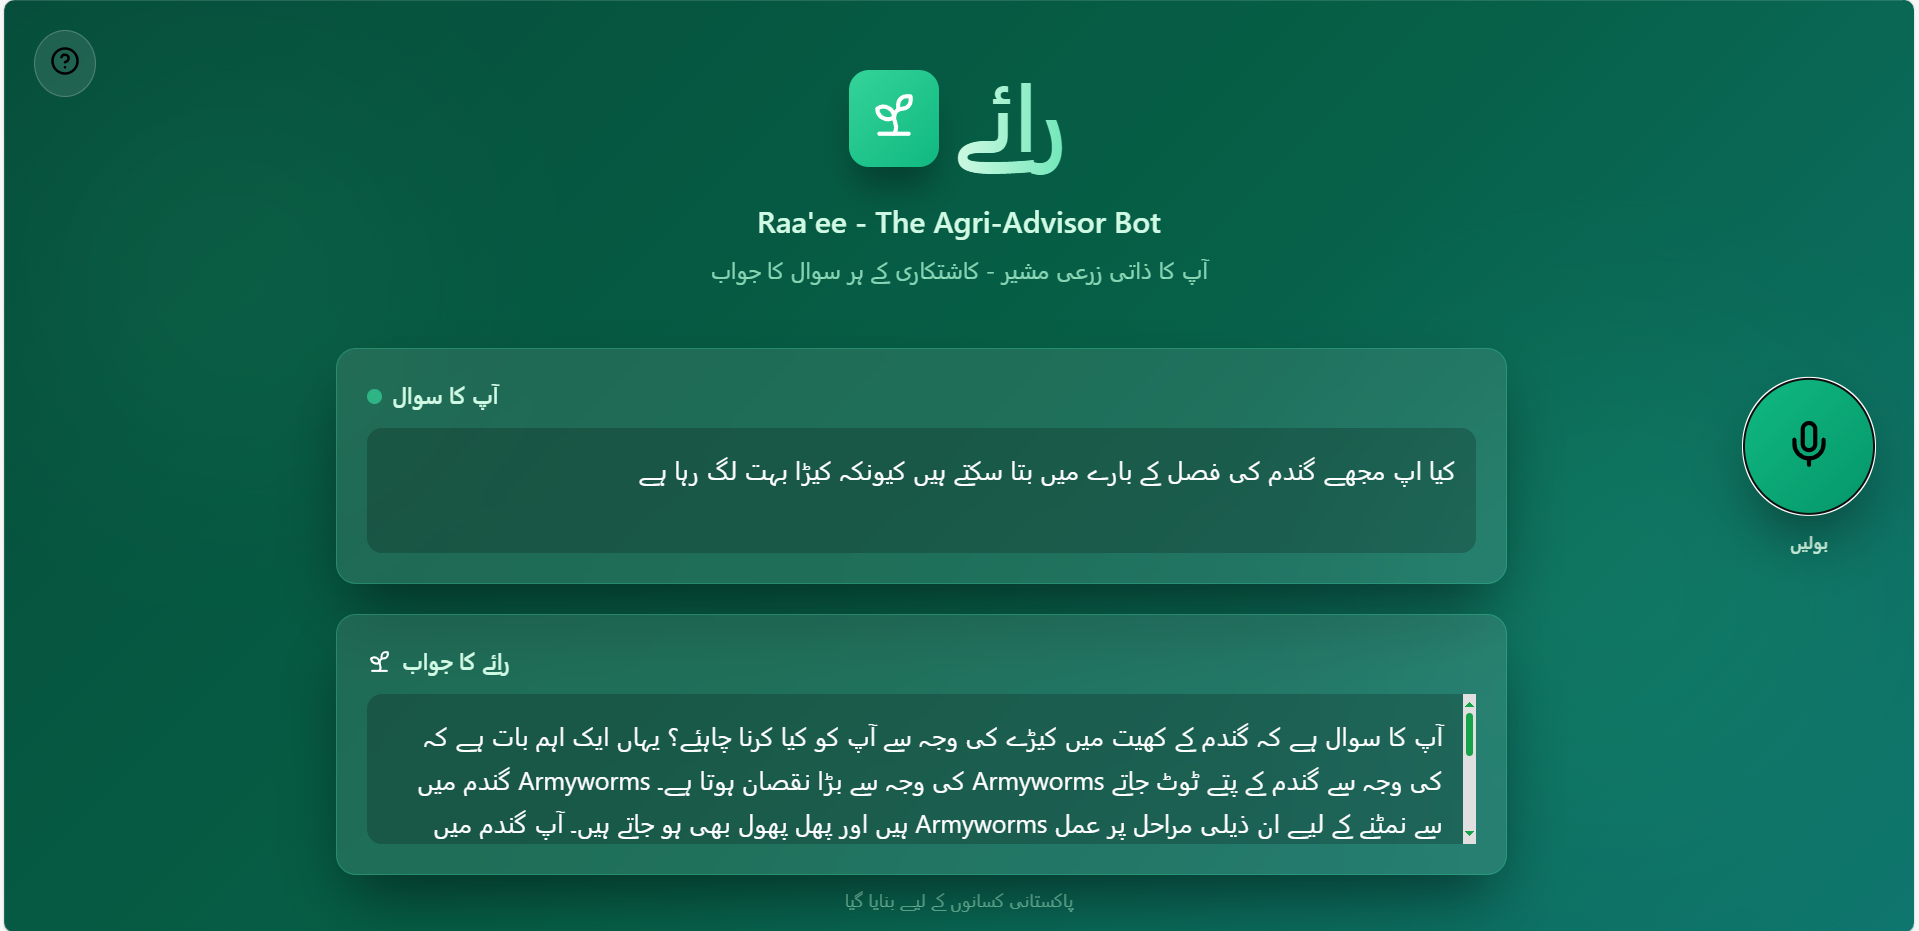 رائے
Raa'ee - The Agri-Advisor Bot
آپ کا ذاتی زرعی مشیر - کاشتکاری کے ہر سوال کا جواب
آپ کا سوال
کیا اپ مجھے گندم کی فصل کے بارے میں بتا سکتے ہیں کیونکہ کیڑا بہت لگ رہا ہے
بولیں
رائے کا جواب
آپ کا سوال ہے کہ گندم کے کھیت میں کیڑے کی وجہ سے آپ کو کیا کرنا چاہئے؟ یہاں ایک اہم بات ہے کہ
گندم میں Armyworms کی وجہ سے بڑا نقصان ہوتا ہے۔ Armyworms کی وجہ سے گندم کے پتے ٹوٹ جاتے
ہیں اور پھل پھول بھی ہو جاتے ہیں۔ آپ گندم میں Armyworms سے نمٹنے کے لیے ان ذیلی مراحل پر عمل
پاکستانی کسانوں کے لیے بنایا گیا